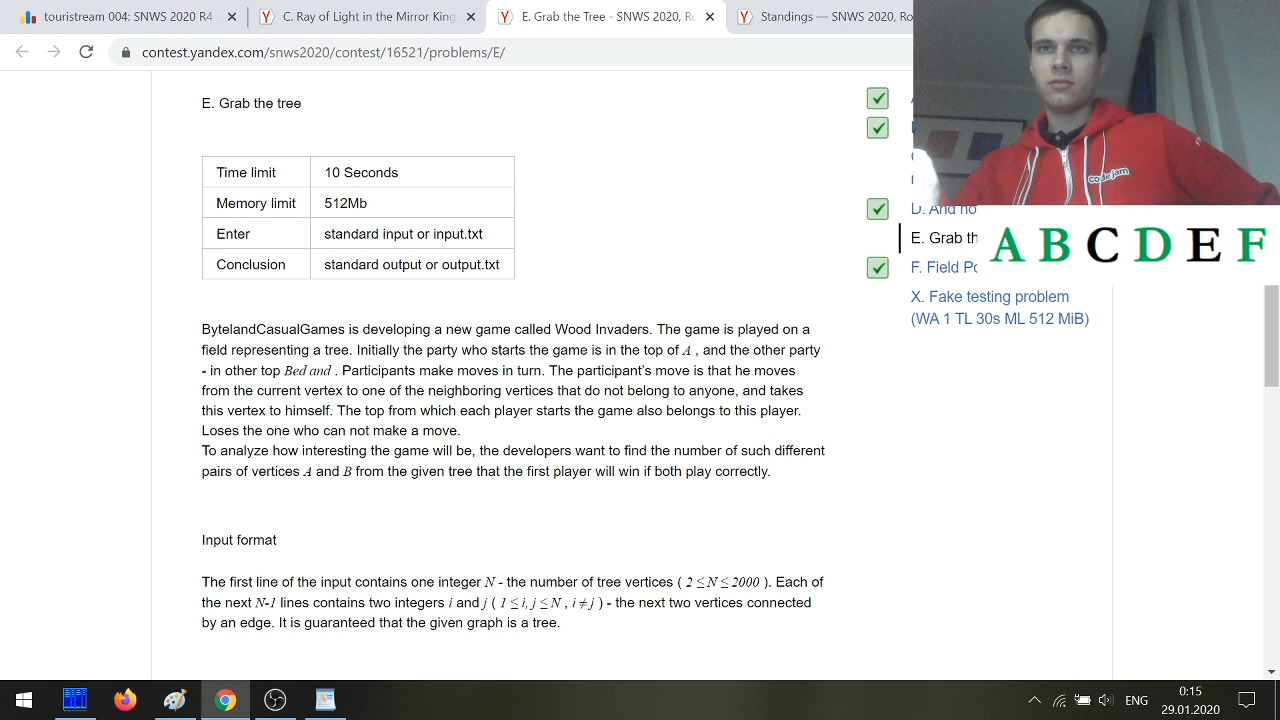 touristream 004: SNWS 2020 R4
C. Ray of Light in the Mirror King
E. Grab the Tree - SNWS 2020, Ro
Standings — SNWS 2020, Ro
contest.yandex.com/snws2020/contest/16521/problems/E/
E. Grab the tree
Time limit 10 Seconds
Memory limit 512Mb
Enter standard input or input.txt
Conclusion standard output or output.txt
BytelandCasualGames is developing a new game called Wood Invaders. The game is played on a
field representing a tree. Initially the party who starts the game is in the top of A , and the other party
- in other top Bed and . Participants make moves in turn. The participant's move is that he moves
from the current vertex to one of the neighboring vertices that do not belong to anyone, and takes
this vertex to himself. The top from which each player starts the game also belongs to this player.
Loses the one who can not make a move.
To analyze how interesting the game will be, the developers want to find the number of such different
pairs of vertices A and B from the given tree that the first player will win if both play correctly.
Input format
The first line of the input contains one integer N - the number of tree vertices ( 2 ≤ N ≤ 2000 ). Each of
the next N-1 lines contains two integers i and j ( 1 ≤ i, j ≤ N , i ≠ j ) - the next two vertices connected
by an edge. It is guaranteed that the given graph is a tree.
D. And no
E. Grab th
F. Field Po
X. Fake testing problem
(WA 1 TL 30s ML 512 MiB)
code jam
A B C D E F
ENG
0:15
29.01.2020